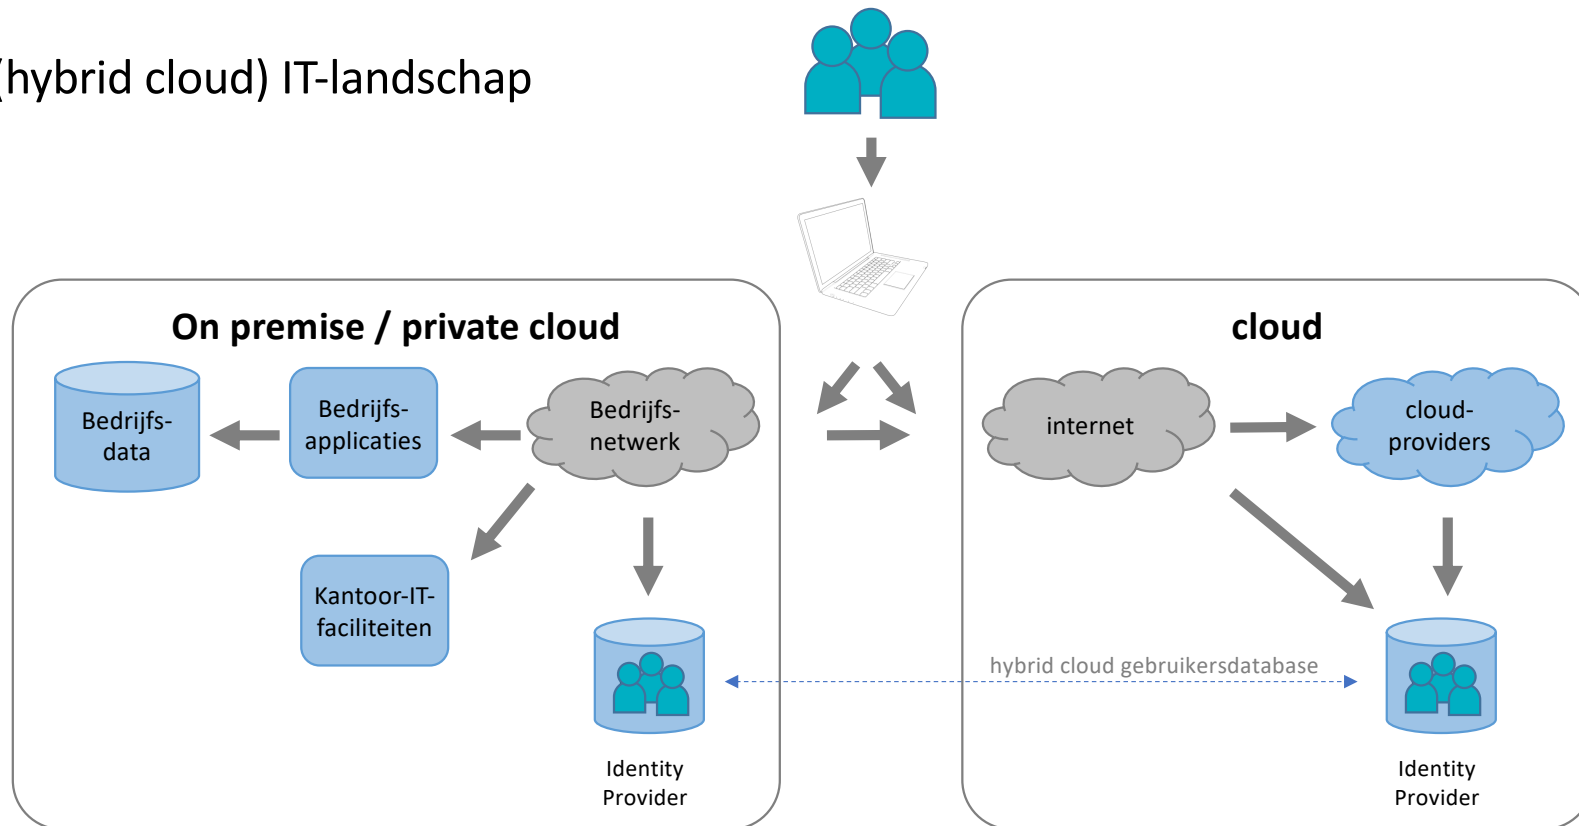 (hybrid cloud) IT-landschap
On premise / private cloud
Bedrijfs-
data
Bedrijfs-
applicaties
Bedrijfs-
netwerk
Kantoor-IT-
faciliteiten
Identity
Provider
cloud
internet
cloud-
providers
hybrid cloud gebruikersdatabase
Identity
Provider